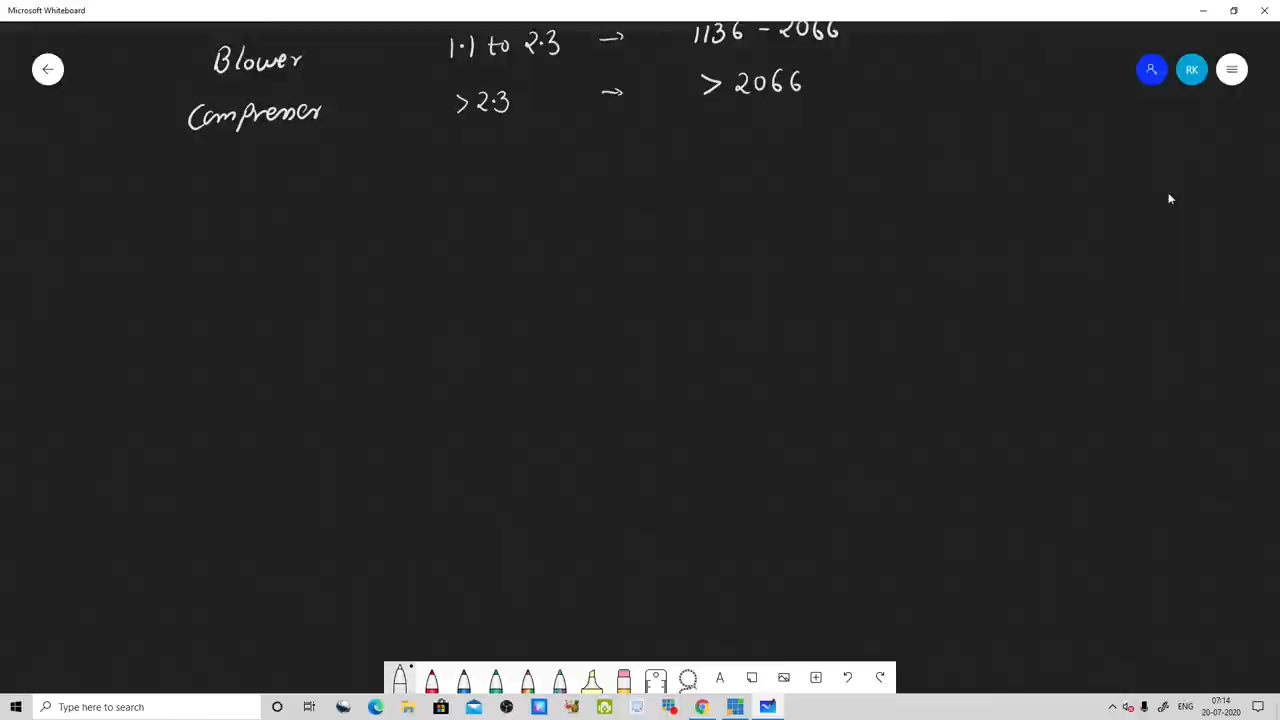 Microsoft Whiteboard
Blower 1.1 to 2.3 → 1136 - 2066
Compressor > 2.3 → > 2066
RK
A
Type here to search
ENG
07:14
20-07-2020